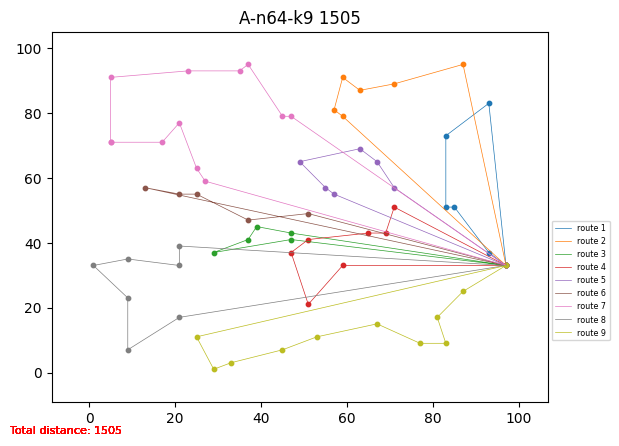 A-n64-k9 1505
100
80
60
40
20
0
0 20 40 60 80 100
route 1
route 2
route 3
route 4
route 5
route 6
route 7
route 8
route 9
Total distance: 1505